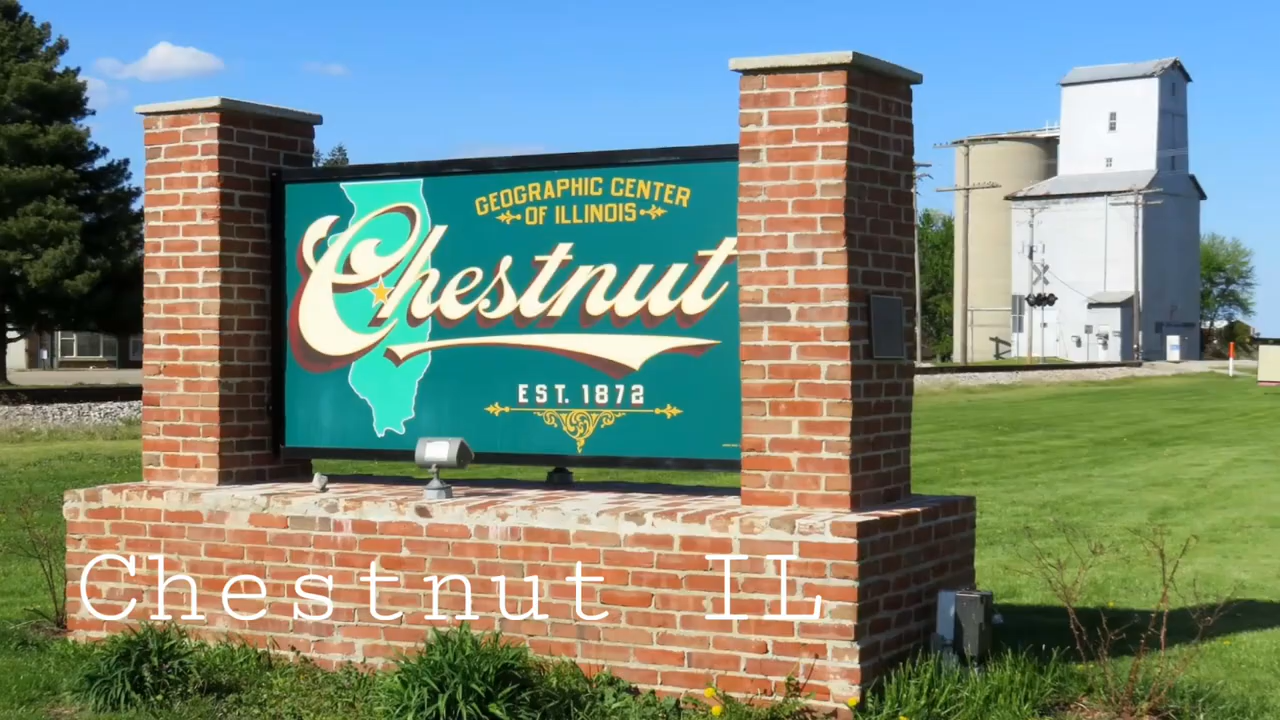 GEOGRAPHIC CENTER
OF ILLINOIS
Chestnut
EST. 1872
Chestnut IL